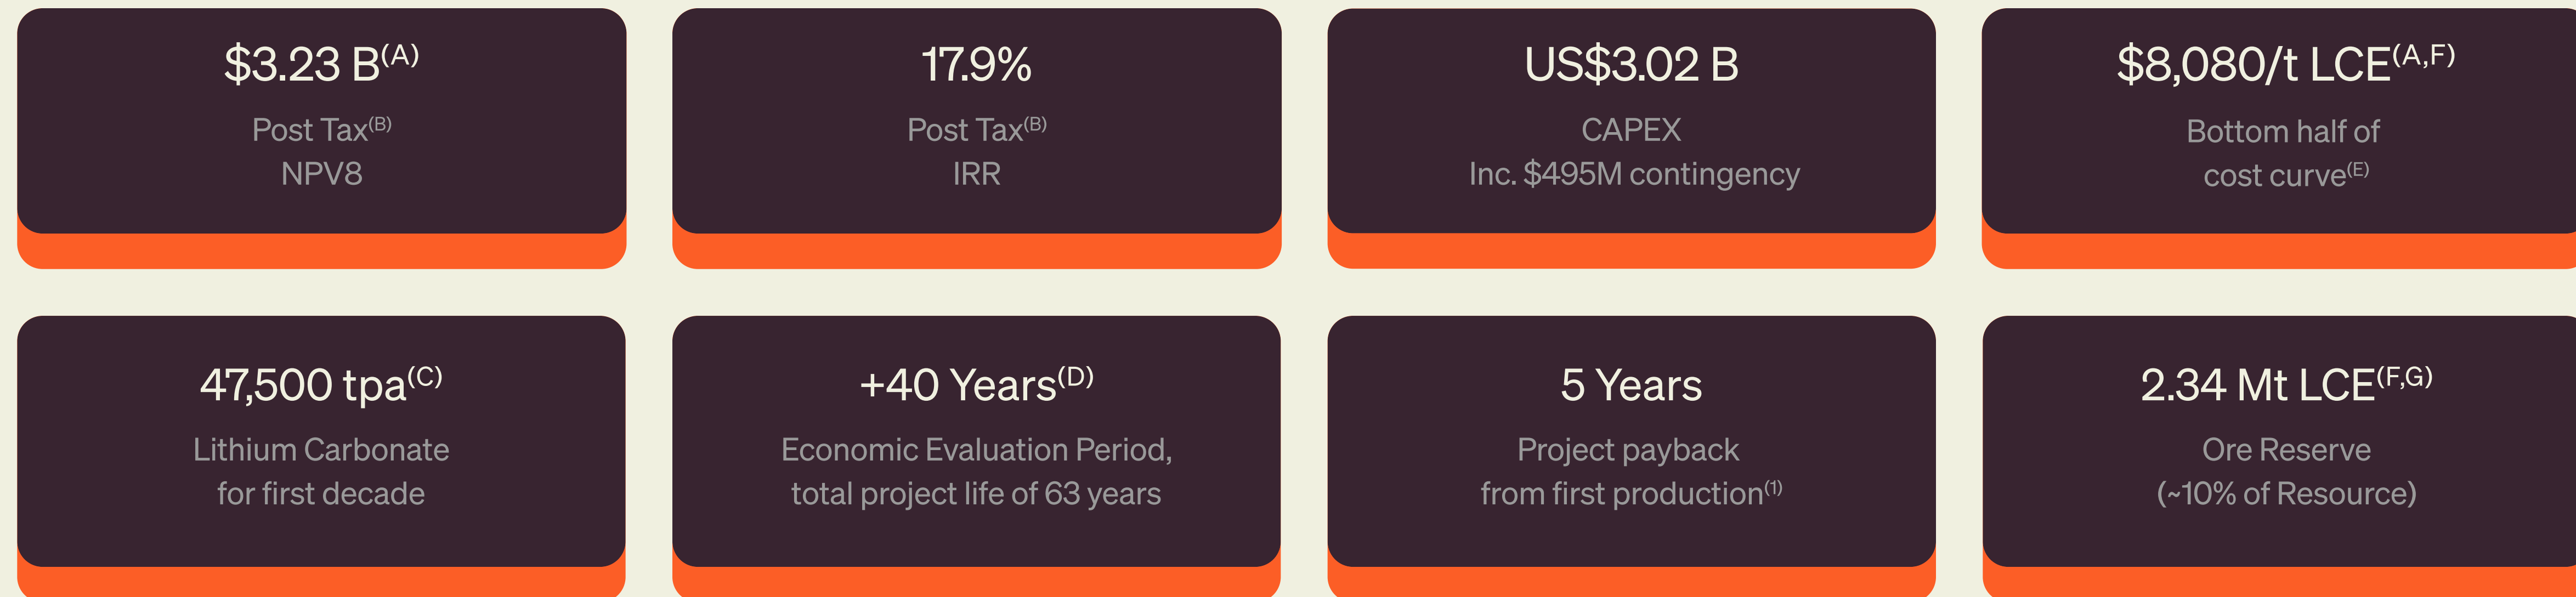 $3.23 B(A)
Post Tax(B)
NPV8
17.9%
Post Tax(B)
IRR
US$3.02 B
CAPEX
Inc. $495M contingency
$8,080/t LCE(A,F)
Bottom half of
cost curve(E)
47,500 tpa(C)
Lithium Carbonate
for first decade
+40 Years(D)
Economic Evaluation Period,
total project life of 63 years
5 Years
Project payback
from first production(1)
2.34 Mt LCE(F,G)
Ore Reserve
(~10% of Resource)